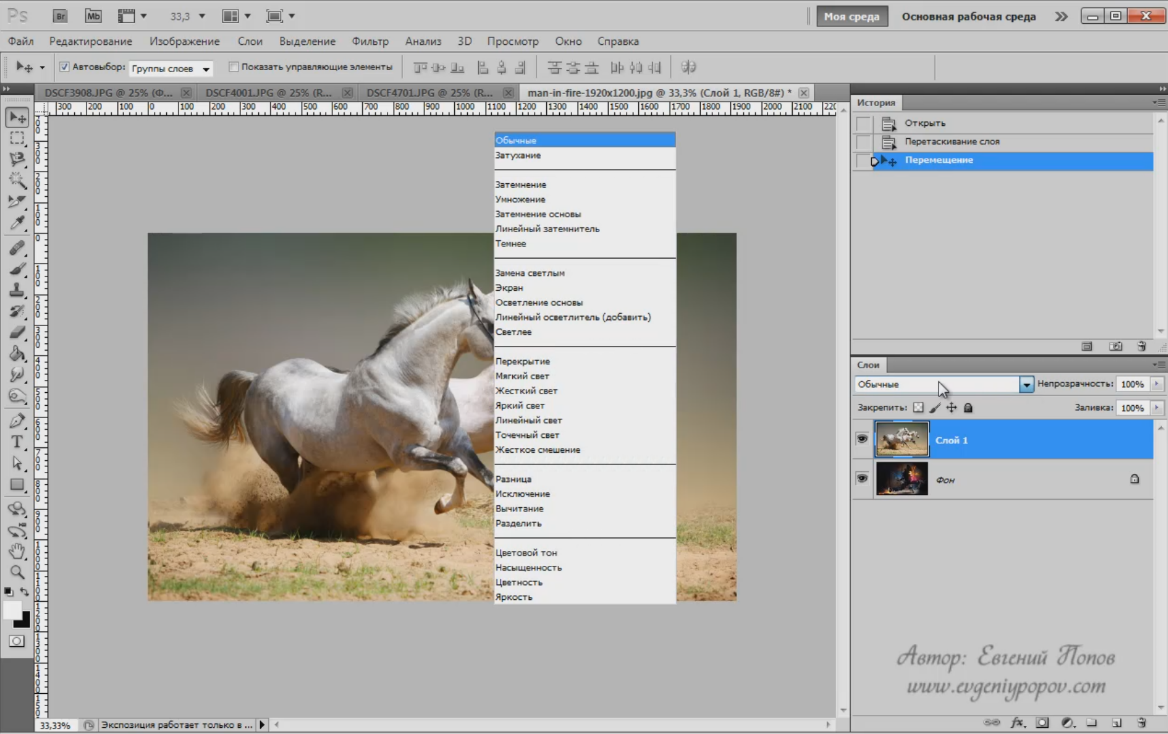 Ps Br Mb 33,3 Моя среда Основная рабочая среда
Файл Редактирование Изображение Слои Выделение Фильтр Анализ 3D Просмотр Окно Справка
Автовыбор: Группы слоев Показать управляющие элементы
DSCF3908.JPG @ 25% (Ф... DSCF4001.JPG @ 25% (R... DSCF4701.JPG @ 25% (R... man-in-fire-1920x1200.jpg @ 33,3% (Слой 1, RGB/8#) *
300 200 100 0 100 200 300 400 500 600 700 800 900 1000 1100 1200 1300 1400 1500 1600 1700 1800 1900 2000 2100 220
История
Открыть
Перетаскивание слоя
Перемещение
Обычные
Затухание
Затемнение
Умножение
Затемнение основы
Линейный затемнитель
Темнее
Замена светлым
Экран
Осветление основы
Линейный осветлитель (добавить)
Светлее
Перекрытие
Мягкий свет
Жесткий свет
Яркий свет
Линейный свет
Точечный свет
Жесткое смешение
Разница
Исключение
Вычитание
Разделить
Цветовой тон
Насыщенность
Цветность
Яркость
Слои
Обычные Непрозрачность: 100%
Закрепить: Заливка: 100%
Слой 1
Фон
Автор: Евгений Попов
www.evgeniypopov.com
33,33% Экспозиция работает только в ...